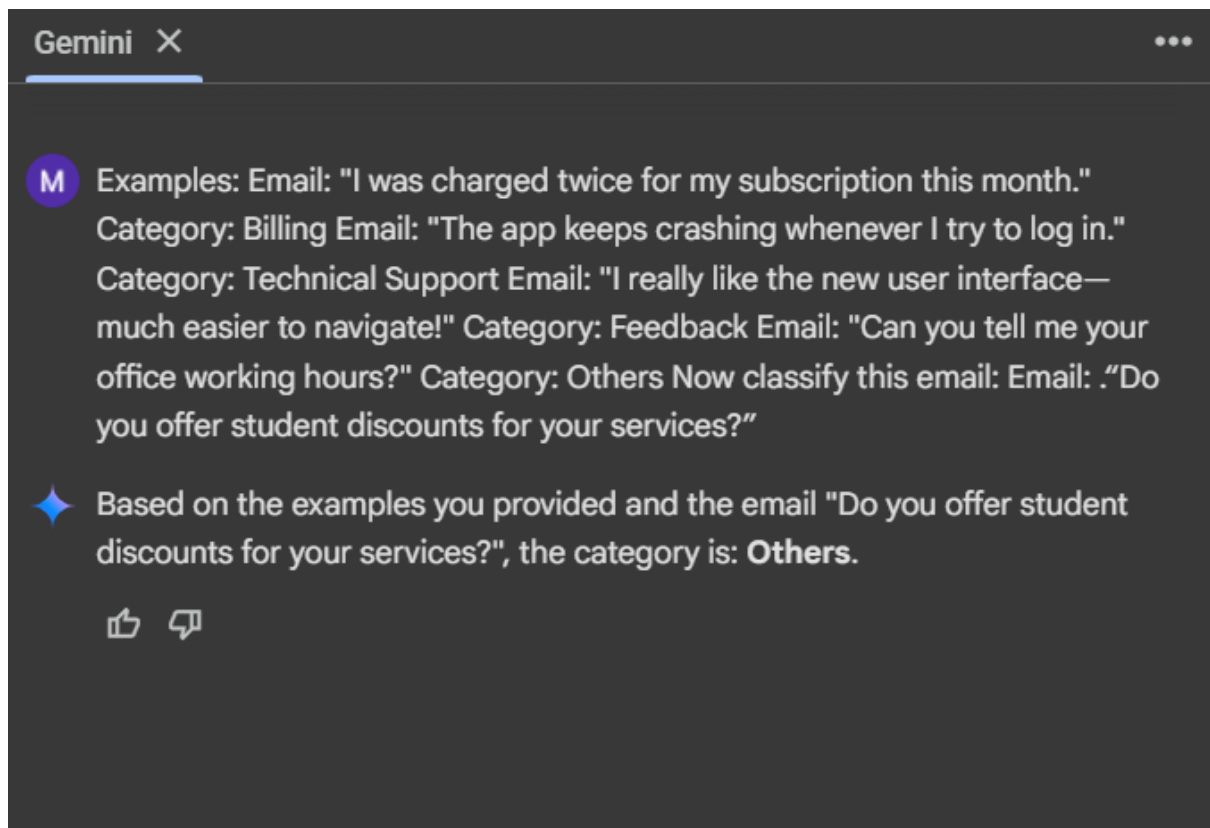 Gemini
M
Examples: Email: "I was charged twice for my subscription this month."
Category: Billing Email: "The app keeps crashing whenever I try to log in."
Category: Technical Support Email: "I really like the new user interface—
much easier to navigate!" Category: Feedback Email: "Can you tell me your
office working hours?" Category: Others Now classify this email: Email: .“Do
you offer student discounts for your services?”
Based on the examples you provided and the email "Do you offer student
discounts for your services?", the category is: Others.